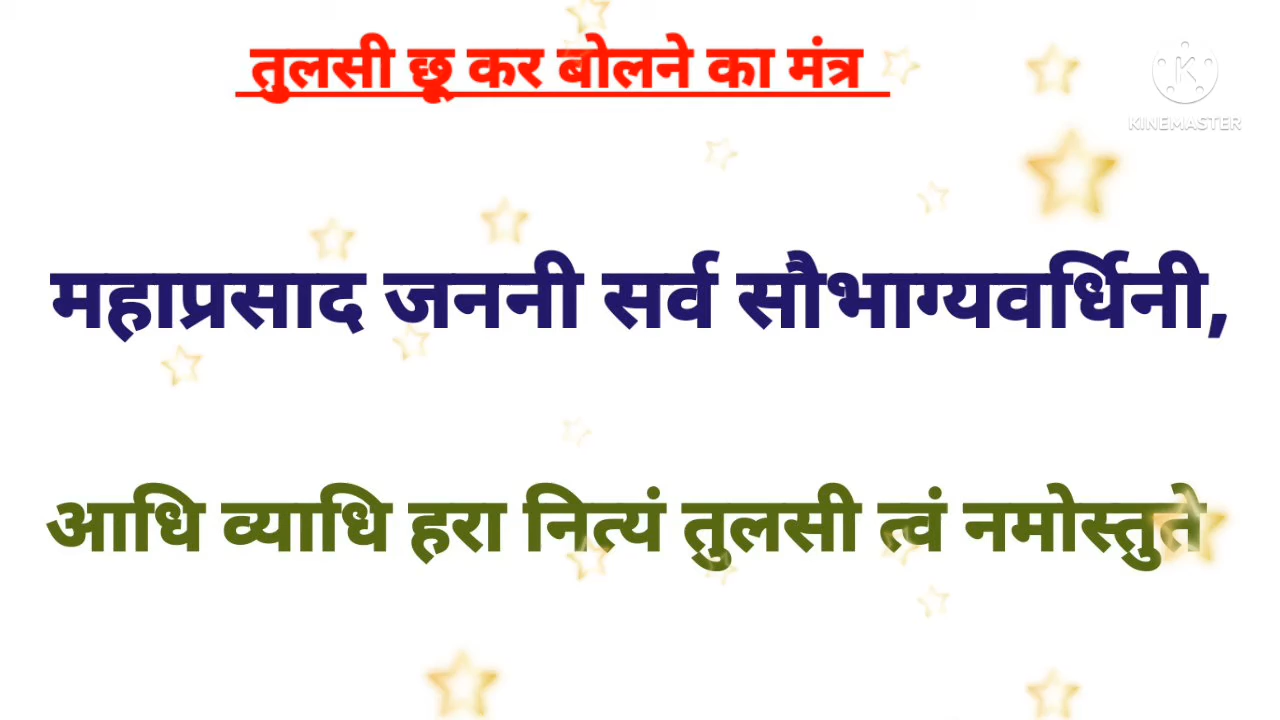 तुलसी छू कर बोलने का मंत्र
KINEMASTER
महाप्रसाद जननी सर्व सौभाग्यवर्धिनी,
आधि व्याधि हरा नित्यं तुलसी त्वं नमोस्तुते